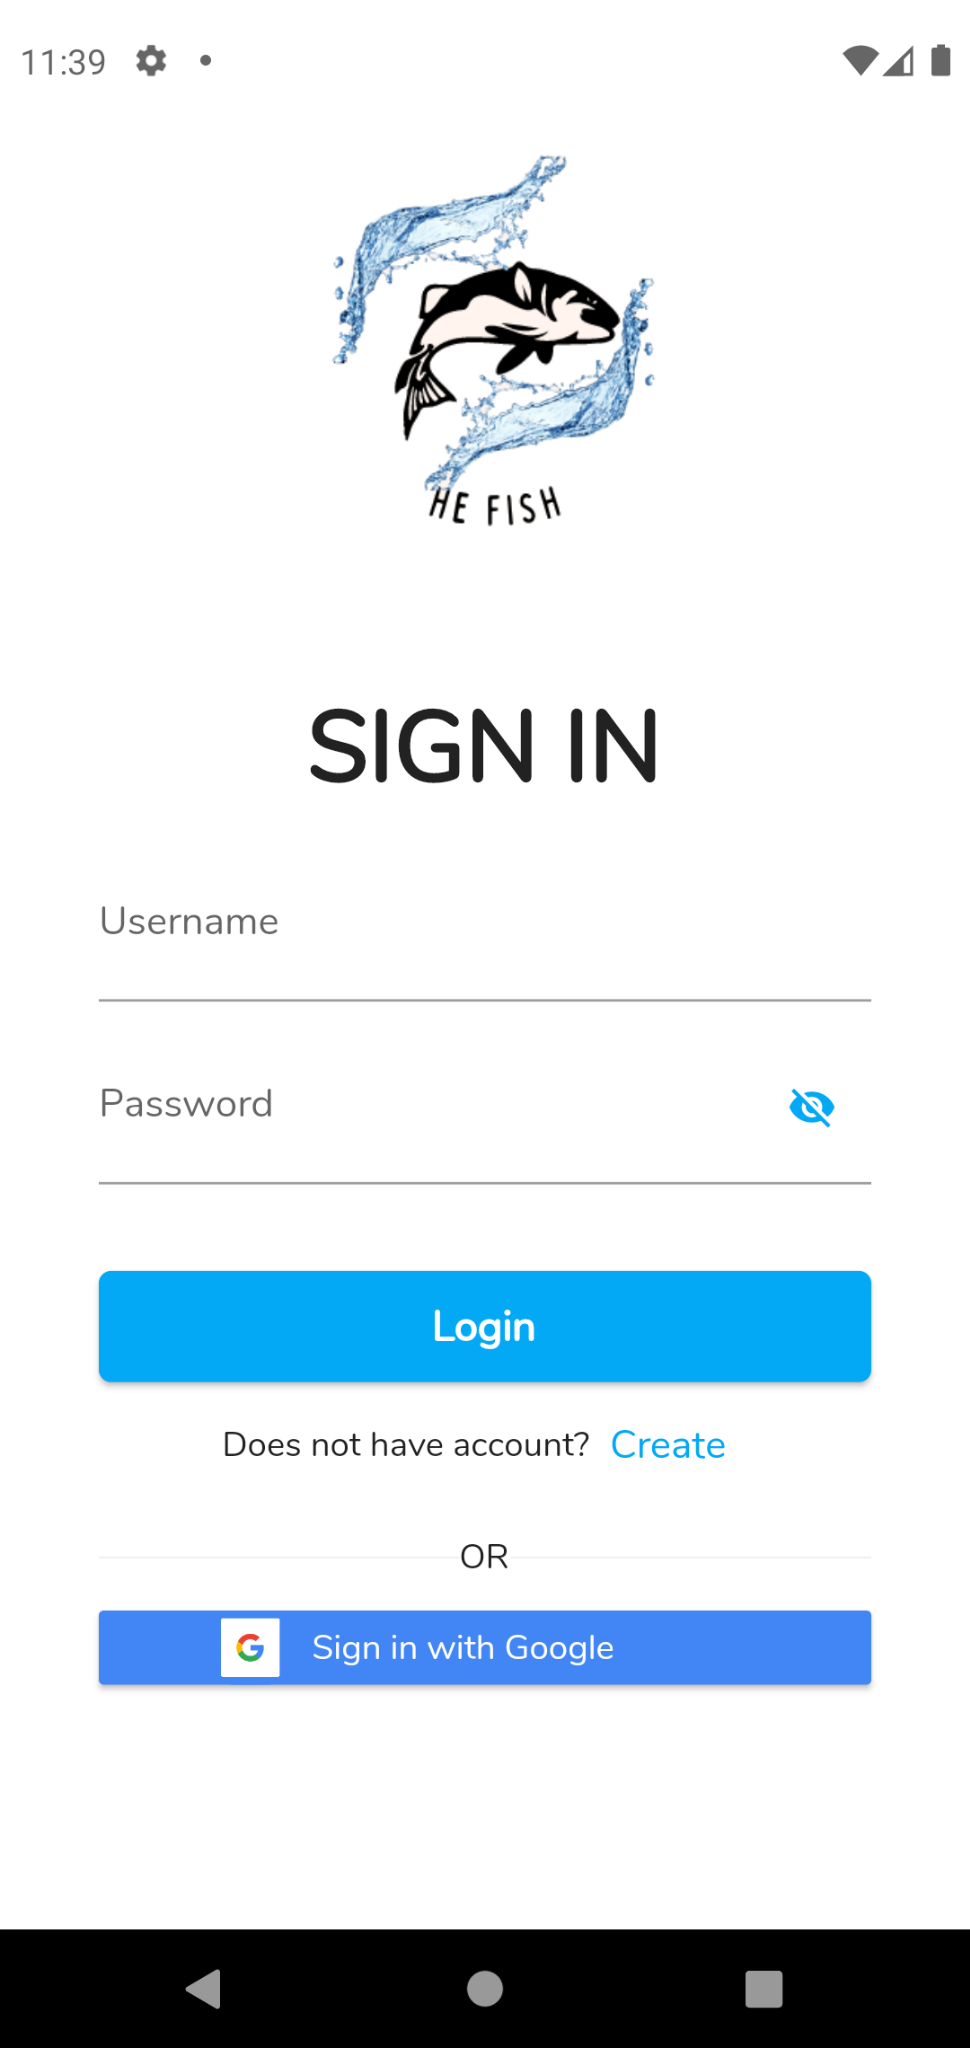 11:39
HE FISH
SIGN IN
Username
Password
Login
Does not have account? Create
OR
G Sign in with Google